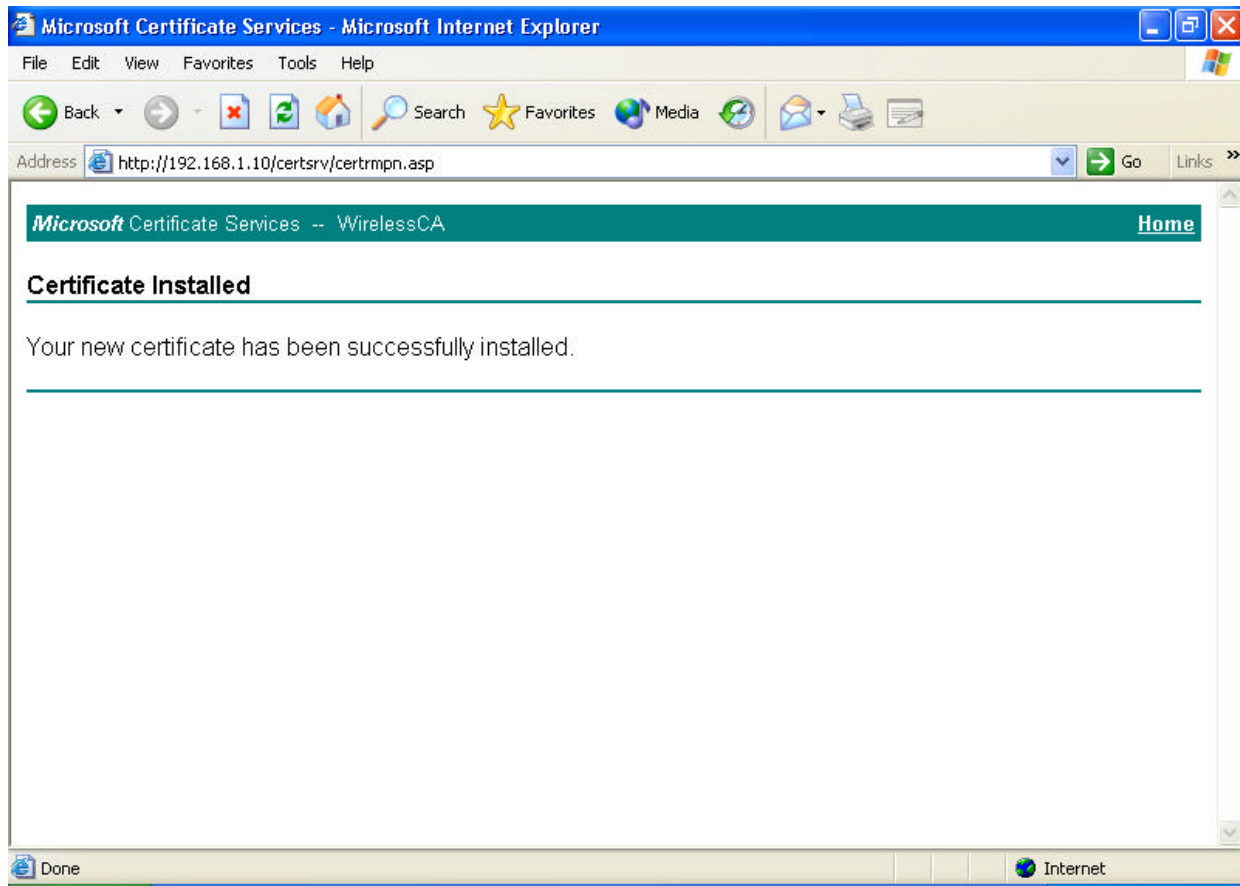 Microsoft Certificate Services - Microsoft Internet Explorer
File Edit View Favorites Tools Help
Back Search Favorites Media
Address http://192.168.1.10/certsrv/certrmpn.asp Go Links »
Microsoft Certificate Services -- WirelessCA Home
Certificate Installed
Your new certificate has been successfully installed.
Done Internet